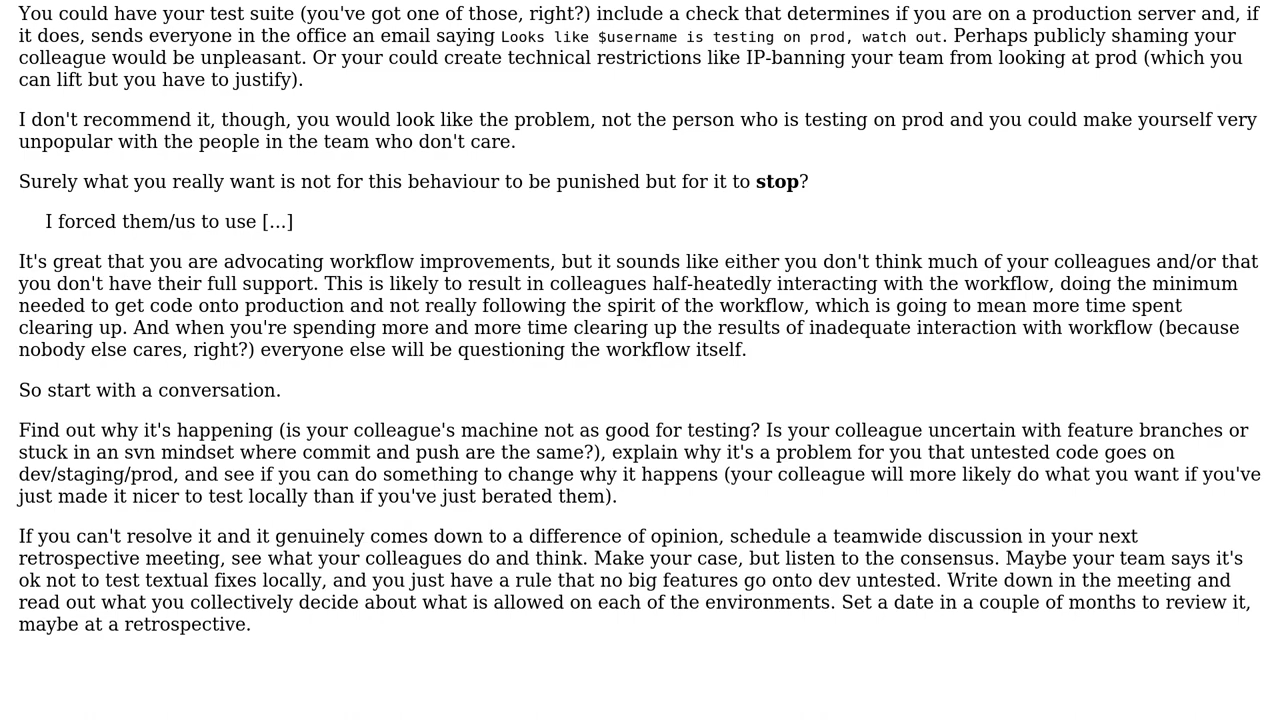 You could have your test suite (you've got one of those, right?) include a check that determines if you are on a production server and, if
it does, sends everyone in the office an email saying Looks like $username is testing on prod, watch out. Perhaps publicly shaming your
colleague would be unpleasant. Or your could create technical restrictions like IP-banning your team from looking at prod (which you
can lift but you have to justify).
I don't recommend it, though, you would look like the problem, not the person who is testing on prod and you could make yourself very
unpopular with the people in the team who don't care.
Surely what you really want is not for this behaviour to be punished but for it to stop?
I forced them/us to use [...]
It's great that you are advocating workflow improvements, but it sounds like either you don't think much of your colleagues and/or that
you don't have their full support. This is likely to result in colleagues half-heatedly interacting with the workflow, doing the minimum
needed to get code onto production and not really following the spirit of the workflow, which is going to mean more time spent
clearing up. And when you're spending more and more time clearing up the results of inadequate interaction with workflow (because
nobody else cares, right?) everyone else will be questioning the workflow itself.
So start with a conversation.
Find out why it's happening (is your colleague's machine not as good for testing? Is your colleague uncertain with feature branches or
stuck in an svn mindset where commit and push are the same?), explain why it's a problem for you that untested code goes on
dev/staging/prod, and see if you can do something to change why it happens (your colleague will more likely do what you want if you've
just made it nicer to test locally than if you've just berated them).
If you can't resolve it and it genuinely comes down to a difference of opinion, schedule a teamwide discussion in your next
retrospective meeting, see what your colleagues do and think. Make your case, but listen to the consensus. Maybe your team says it's
ok not to test textual fixes locally, and you just have a rule that no big features go onto dev untested. Write down in the meeting and
read out what you collectively decide about what is allowed on each of the environments. Set a date in a couple of months to review it,
maybe at a retrospective.